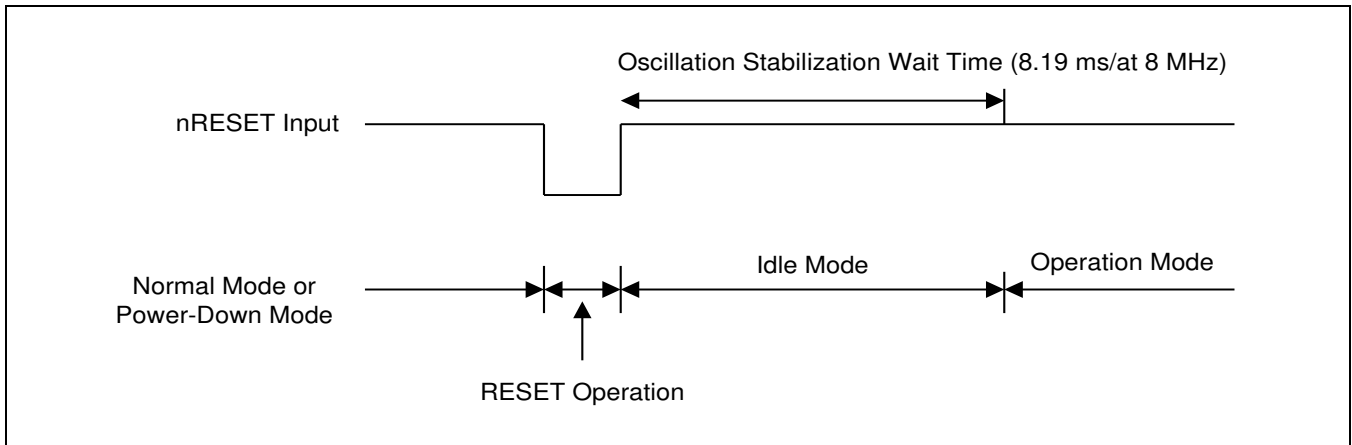 Oscillation Stabilization Wait Time (8.19 ms/at 8 MHz)
nRESET Input
Idle Mode
Operation Mode
Normal Mode or
Power-Down Mode
RESET Operation